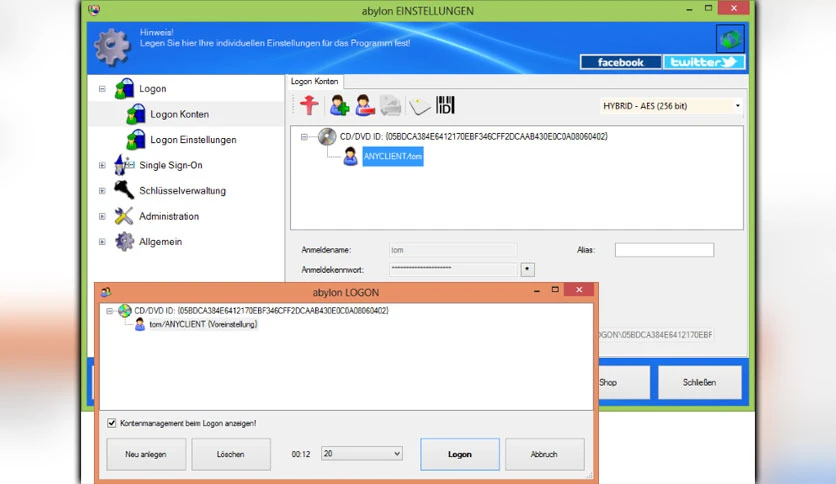 abylon EINSTELLUNGEN
Hinweis!
Legen Sie hier Ihre individuellen Einstellungen für das Programm fest!
facebook
twitter
Logon
Logon Konten
Logon Einstellungen
Single Sign-On
Schlüsselverwaltung
Administration
Allgemein
Logon Konten
ID
HYBRID - AES (256 bit)
CD/DVD ID: {05BDCA384E6412170EBF346CFF2DCAAB430E0C0A08060402}
ANYCLIENT/tom
Anmeldename:
tom
Alias:
Anmeldekennwort:
*********************
*
OGON\05BDCA384E6412170EBF
Shop
Schließen
abylon LOGON
CD/DVD ID: {05BDCA384E6412170EBF346CFF2DCAAB430E0C0A08060402}
tom/ANYCLIENT (Voreinstellung)
Kontenmanagement beim Logon anzeigen!
Neu anlegen
Löschen
00:12
20
Logon
Abbruch